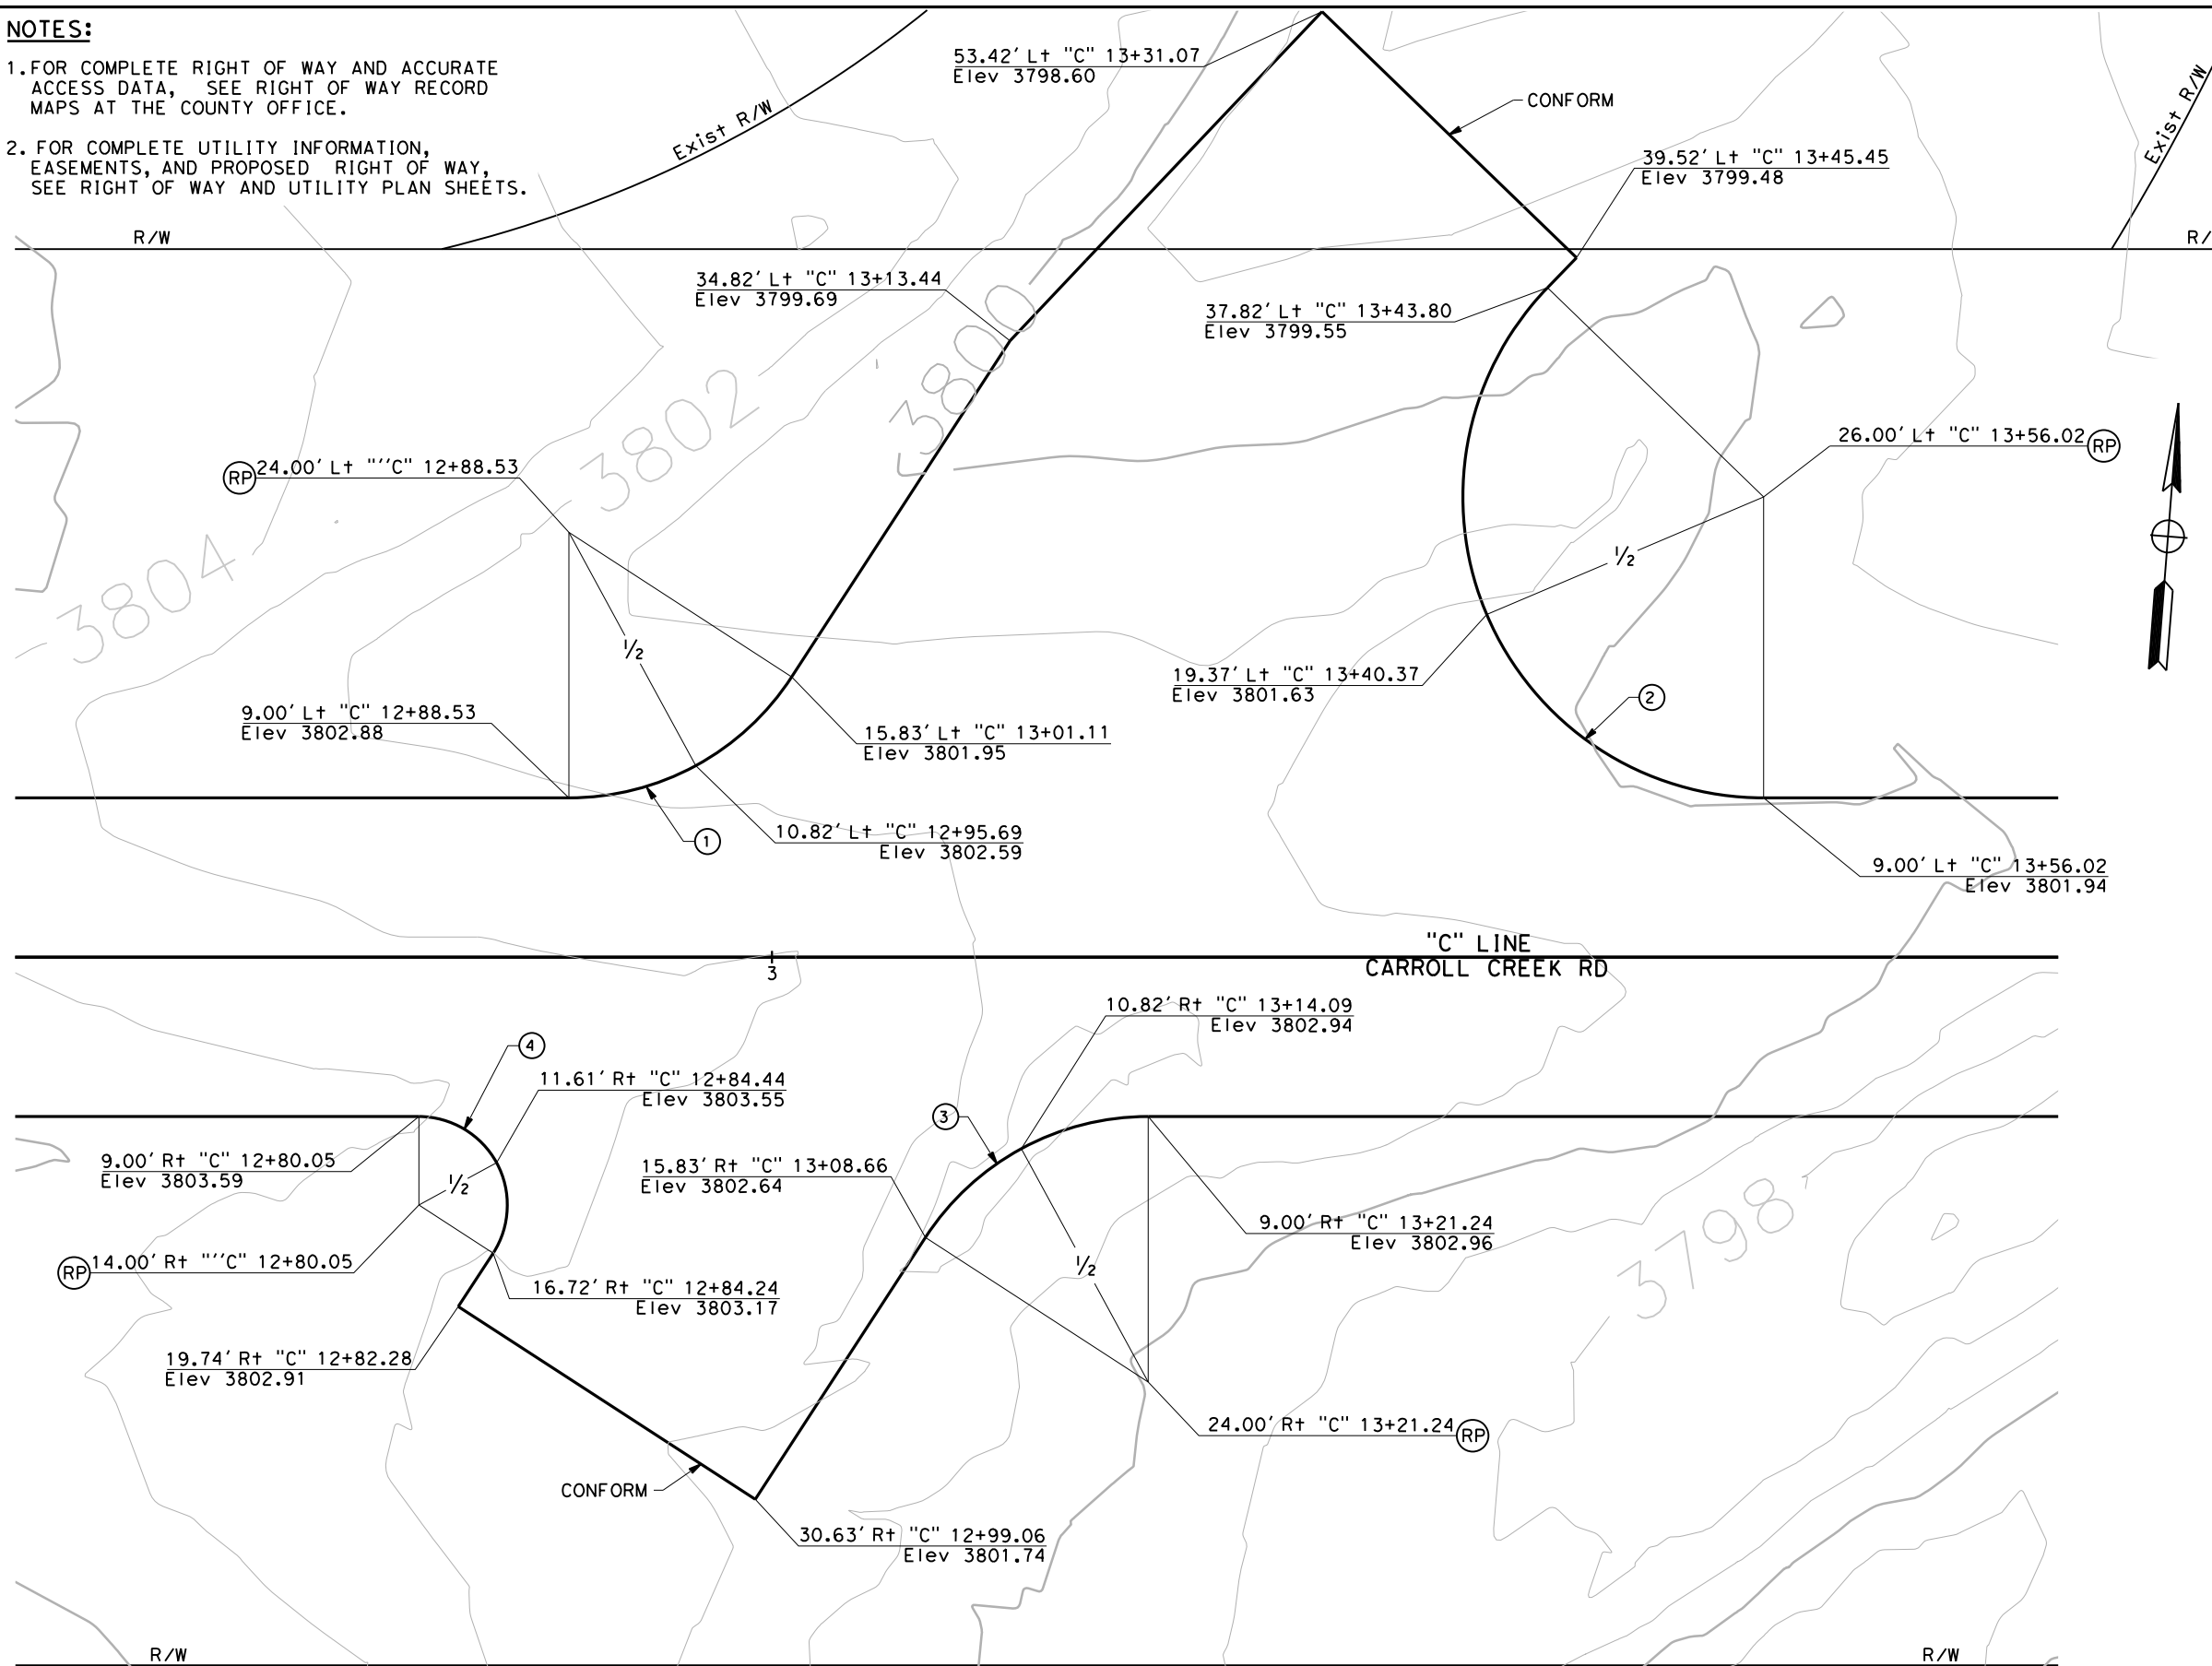 NOTES:
1. FOR COMPLETE RIGHT OF WAY AND ACCURATE
ACCESS DATA, SEE RIGHT OF WAY RECORD
MAPS AT THE COUNTY OFFICE.
2. FOR COMPLETE UTILITY INFORMATION,
EASEMENTS, AND PROPOSED RIGHT OF WAY,
SEE RIGHT OF WAY AND UTILITY PLAN SHEETS.
Exist R/W
53.42' Lt "C" 13+31.07
Elev 3798.60
CONFORM
39.52' Lt "C" 13+45.45
Elev 3799.48
Exist R/W
R/W
R/
34.82' Lt "C" 13+13.44
Elev 3799.69
3800
37.82' Lt "C" 13+43.80
Elev 3799.55
3802
RP 24.00' Lt "''C" 12+88.53
26.00' Lt "C" 13+56.02 RP
3804
1/2
1/2
19.37' Lt "C" 13+40.37
Elev 3801.63
2
9.00' Lt "C" 12+88.53
Elev 3802.88
15.83' Lt "C" 13+01.11
Elev 3801.95
1
10.82' Lt "C" 12+95.69
Elev 3802.59
9.00' Lt "C" 13+56.02
Elev 3801.94
3
"C" LINE
CARROLL CREEK RD
10.82' Rt "C" 13+14.09
Elev 3802.94
4
11.61' Rt "C" 12+84.44
Elev 3803.55
3
9.00' Rt "C" 12+80.05
Elev 3803.59
1/2
15.83' Rt "C" 13+08.66
Elev 3802.64
9.00' Rt "C" 13+21.24
Elev 3802.96
3798
RP 14.00' Rt "''C" 12+80.05
1/2
16.72' Rt "C" 12+84.24
Elev 3803.17
19.74' Rt "C" 12+82.28
Elev 3802.91
24.00' Rt "C" 13+21.24 RP
CONFORM
30.63' Rt "C" 12+99.06
Elev 3801.74
R/W
R/W